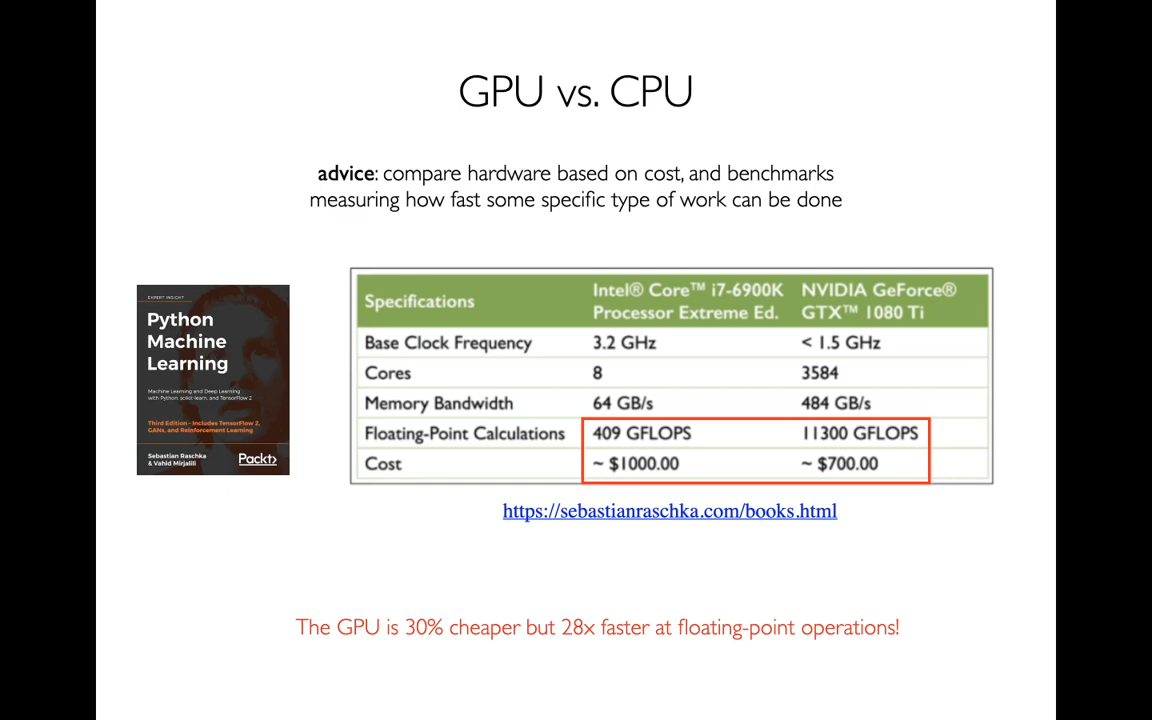 GPU vs. CPU
advice: compare hardware based on cost, and benchmarks
measuring how fast some specific type of work can be done
EXPERT INSIGHT
Python
Machine
Learning
Machine Learning and Deep Learning
with Python, scikit-learn, and TensorFlow 2
Third Edition - Includes TensorFlow 2,
GANs, and Reinforcement Learning
Sebastian Raschka
& Vahid Mirjalili
Packt>
Specifications Intel® Core™ i7-6900K Processor Extreme Ed. NVIDIA GeForce® GTX™ 1080 Ti
Base Clock Frequency 3.2 GHz < 1.5 GHz
Cores 8 3584
Memory Bandwidth 64 GB/s 484 GB/s
Floating-Point Calculations 409 GFLOPS 11300 GFLOPS
Cost ~ $1000.00 ~ $700.00
https://sebastianraschka.com/books.html
The GPU is 30% cheaper but 28x faster at floating-point operations!